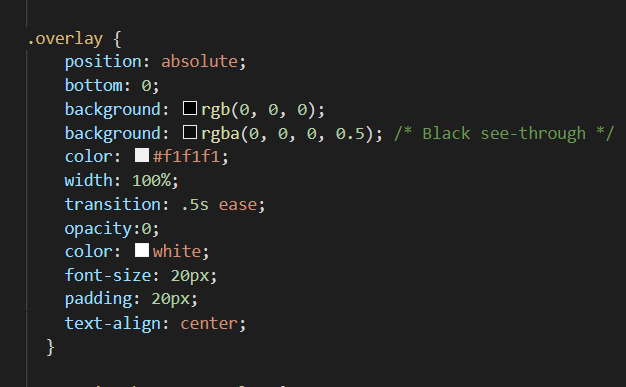 .overlay {
position: absolute;
bottom: 0;
background: rgb(0, 0, 0);
background: rgba(0, 0, 0, 0.5); /* Black see-through */
color: #f1f1f1;
width: 100%;
transition: .5s ease;
opacity:0;
color: white;
font-size: 20px;
padding: 20px;
text-align: center;
}